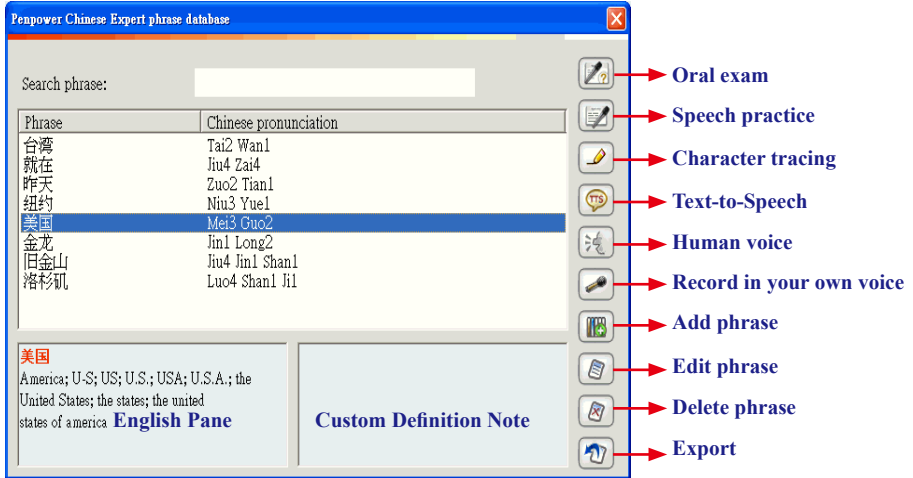 Penpower Chinese Expert phrase database
Search phrase:
Phrase Chinese pronunciation
台湾 Tai2 Wan1
就在 Jiu4 Zai4
昨天 Zuo2 Tian1
纽约 Niu3 Yue1
美国 Mei3 Guo2
金龙 Jin1 Long2
旧金山 Jiu4 Jin1 Shan1
洛杉矶 Luo4 Shan1 Ji1
美国
America; U-S; US; U.S.; USA; U.S.A.; the
United States; the states; the united
states of america English Pane
Custom Definition Note
Oral exam
Speech practice
Character tracing
TTS
Text-to-Speech
Human voice
Record in your own voice
Add phrase
Edit phrase
Delete phrase
Export